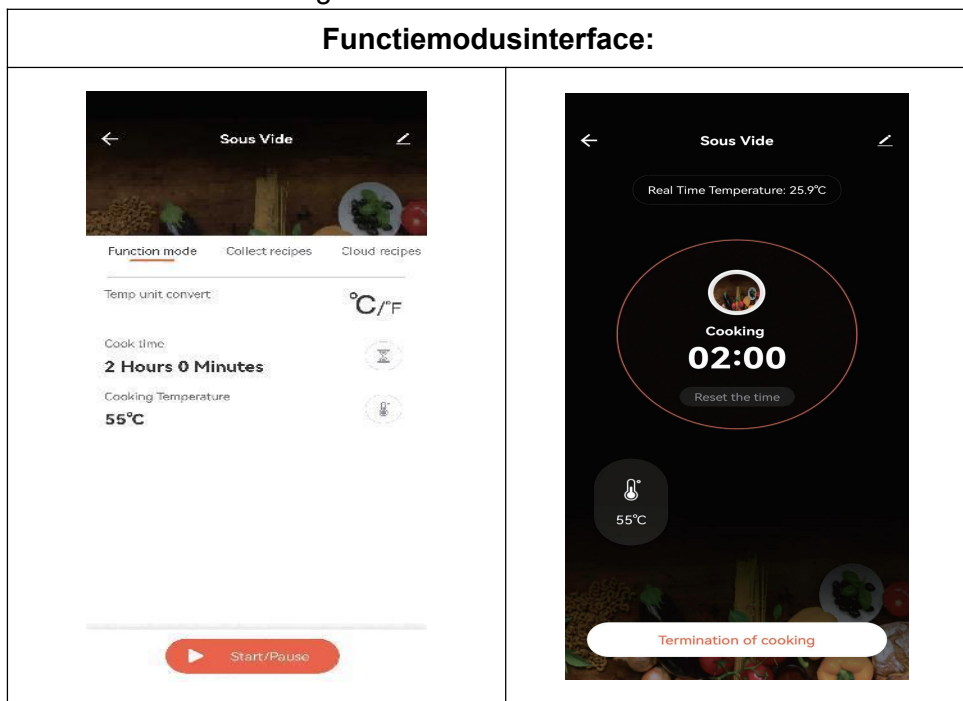 Functiemodusinterface:
Sous Vide
Function mode Collect recipes Cloud recipes
Temp unit convert
°C/°F
Cook time
2 Hours 0 Minutes
Cooking Temperature
55°C
Start/Pause
Sous Vide
Real Time Temperature: 25.9°C
Cooking
02:00
Reset the time
55°C
Termination of cooking